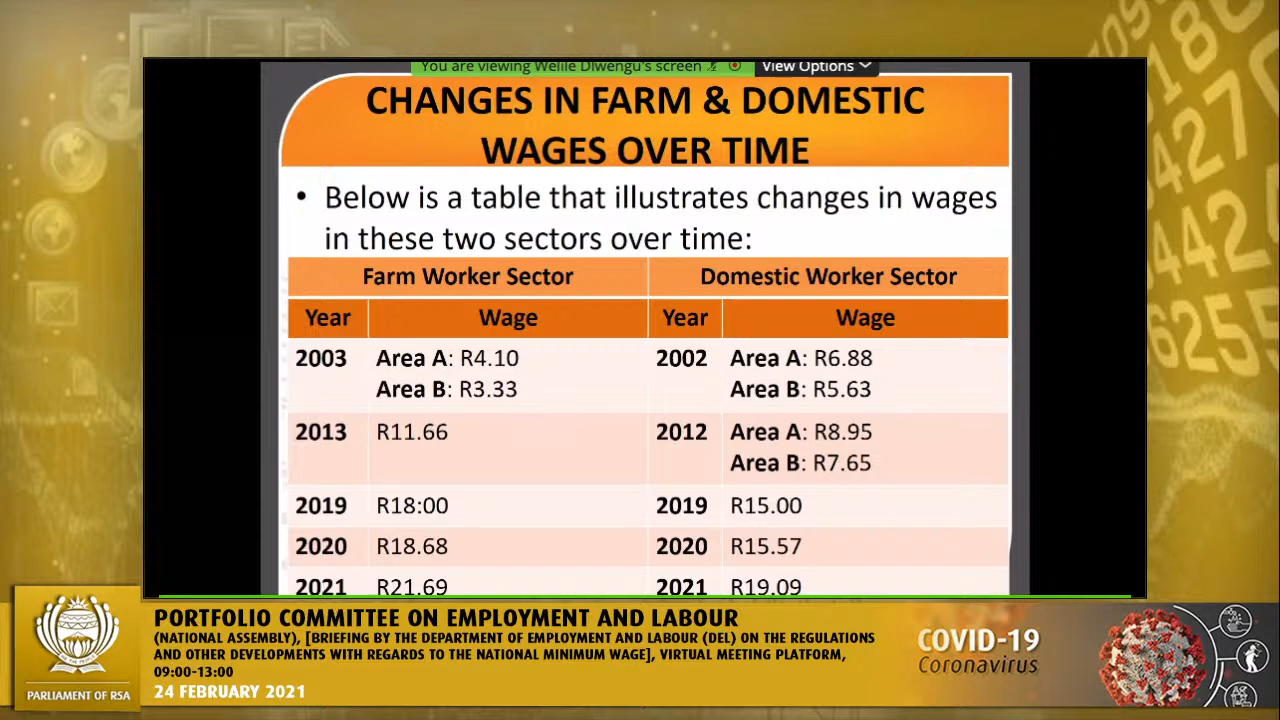 You are viewing Welile Dlwengu's screen
View Options
CHANGES IN FARM & DOMESTIC
WAGES OVER TIME
• Below is a table that illustrates changes in wages
in these two sectors over time:
Farm Worker Sector Domestic Worker Sector
Year Wage Year Wage
2003 Area A: R4.10 2002 Area A: R6.88
Area B: R3.33 Area B: R5.63
2013 R11.66 2012 Area A: R8.95
Area B: R7.65
2019 R18:00 2019 R15.00
2020 R18.68 2020 R15.57
2021 R21.69 2021 R19.09
PORTFOLIO COMMITTEE ON EMPLOYMENT AND LABOUR
(NATIONAL ASSEMBLY), [BRIEFING BY THE DEPARTMENT OF EMPLOYMENT AND LABOUR (DEL) ON THE REGULATIONS
AND OTHER DEVELOPMENTS WITH REGARDS TO THE NATIONAL MINIMUM WAGE], VIRTUAL MEETING PLATFORM,
09:00-13:00
24 FEBRUARY 2021
PARLIAMENT OF RSA
COVID-19
Coronavirus